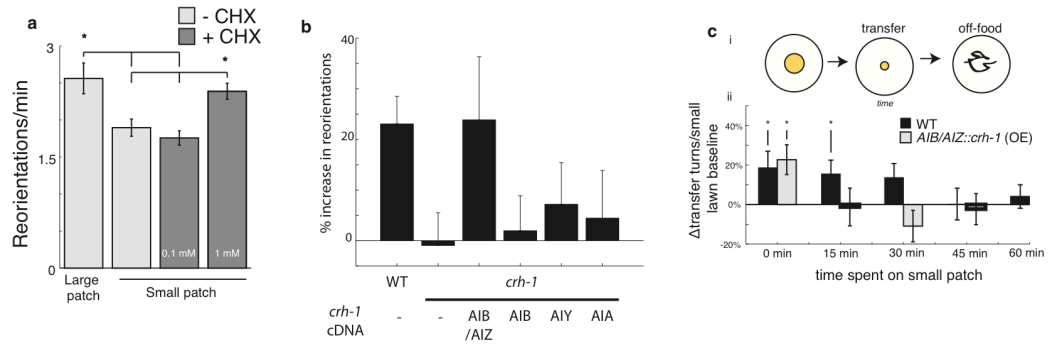 a
- CHX
+ CHX
Reorientations/min
3
1.5
0
*
*
0.1 mM
1 mM
Large
patch
Small patch
b
% increase in reorientations
40
20
0
WT
crh-1
crh-1
cDNA
-
-
AIB
/AIZ
AIB
AIY
AIA
c
i
transfer
off-food
time
ii
WT
AIB/AIZ::crh-1 (OE)
Δtransfer turns/small
lawn baseline
40%
20%
0%
-20%
*
*
*
0 min
15 min
30 min
45 min
60 min
time spent on small patch